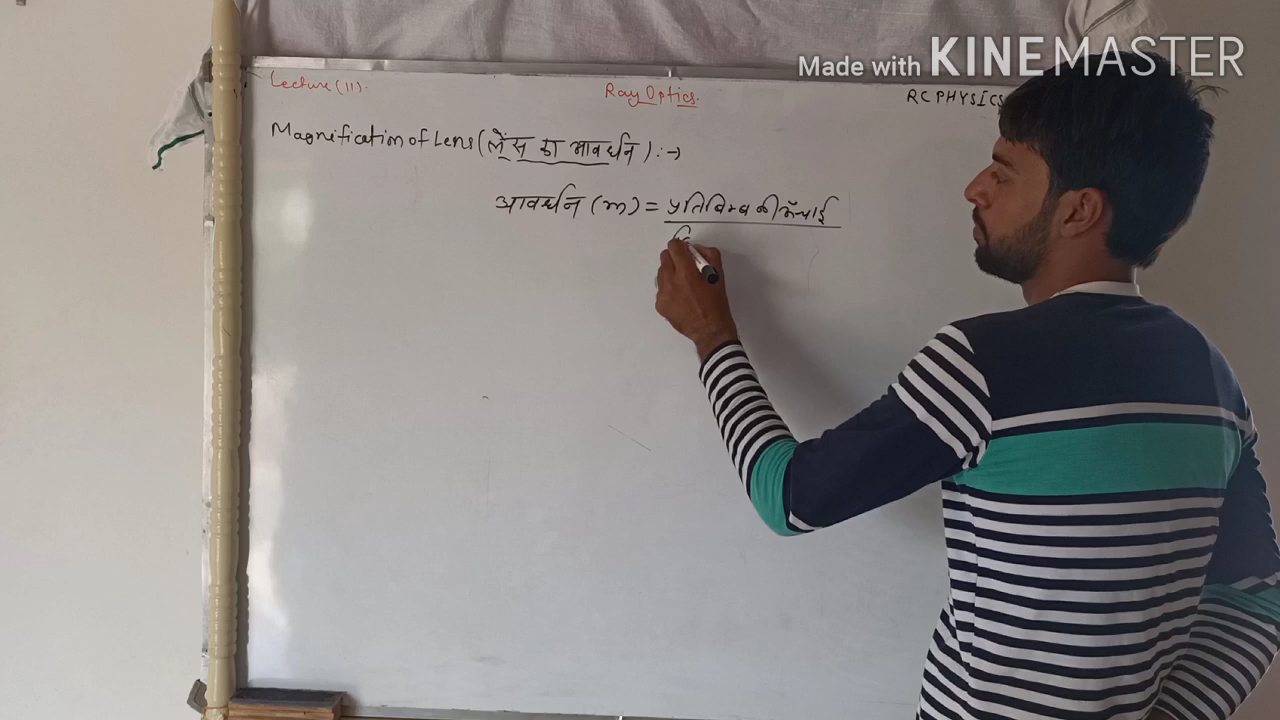 Made with KINEMASTER
Lecture (11). Ray Optics. RC PHYSICS
Magnification of Lens (लेंस का आवर्धन) :→
आवर्धन (m) = प्रतिबिम्ब की ऊँचाई